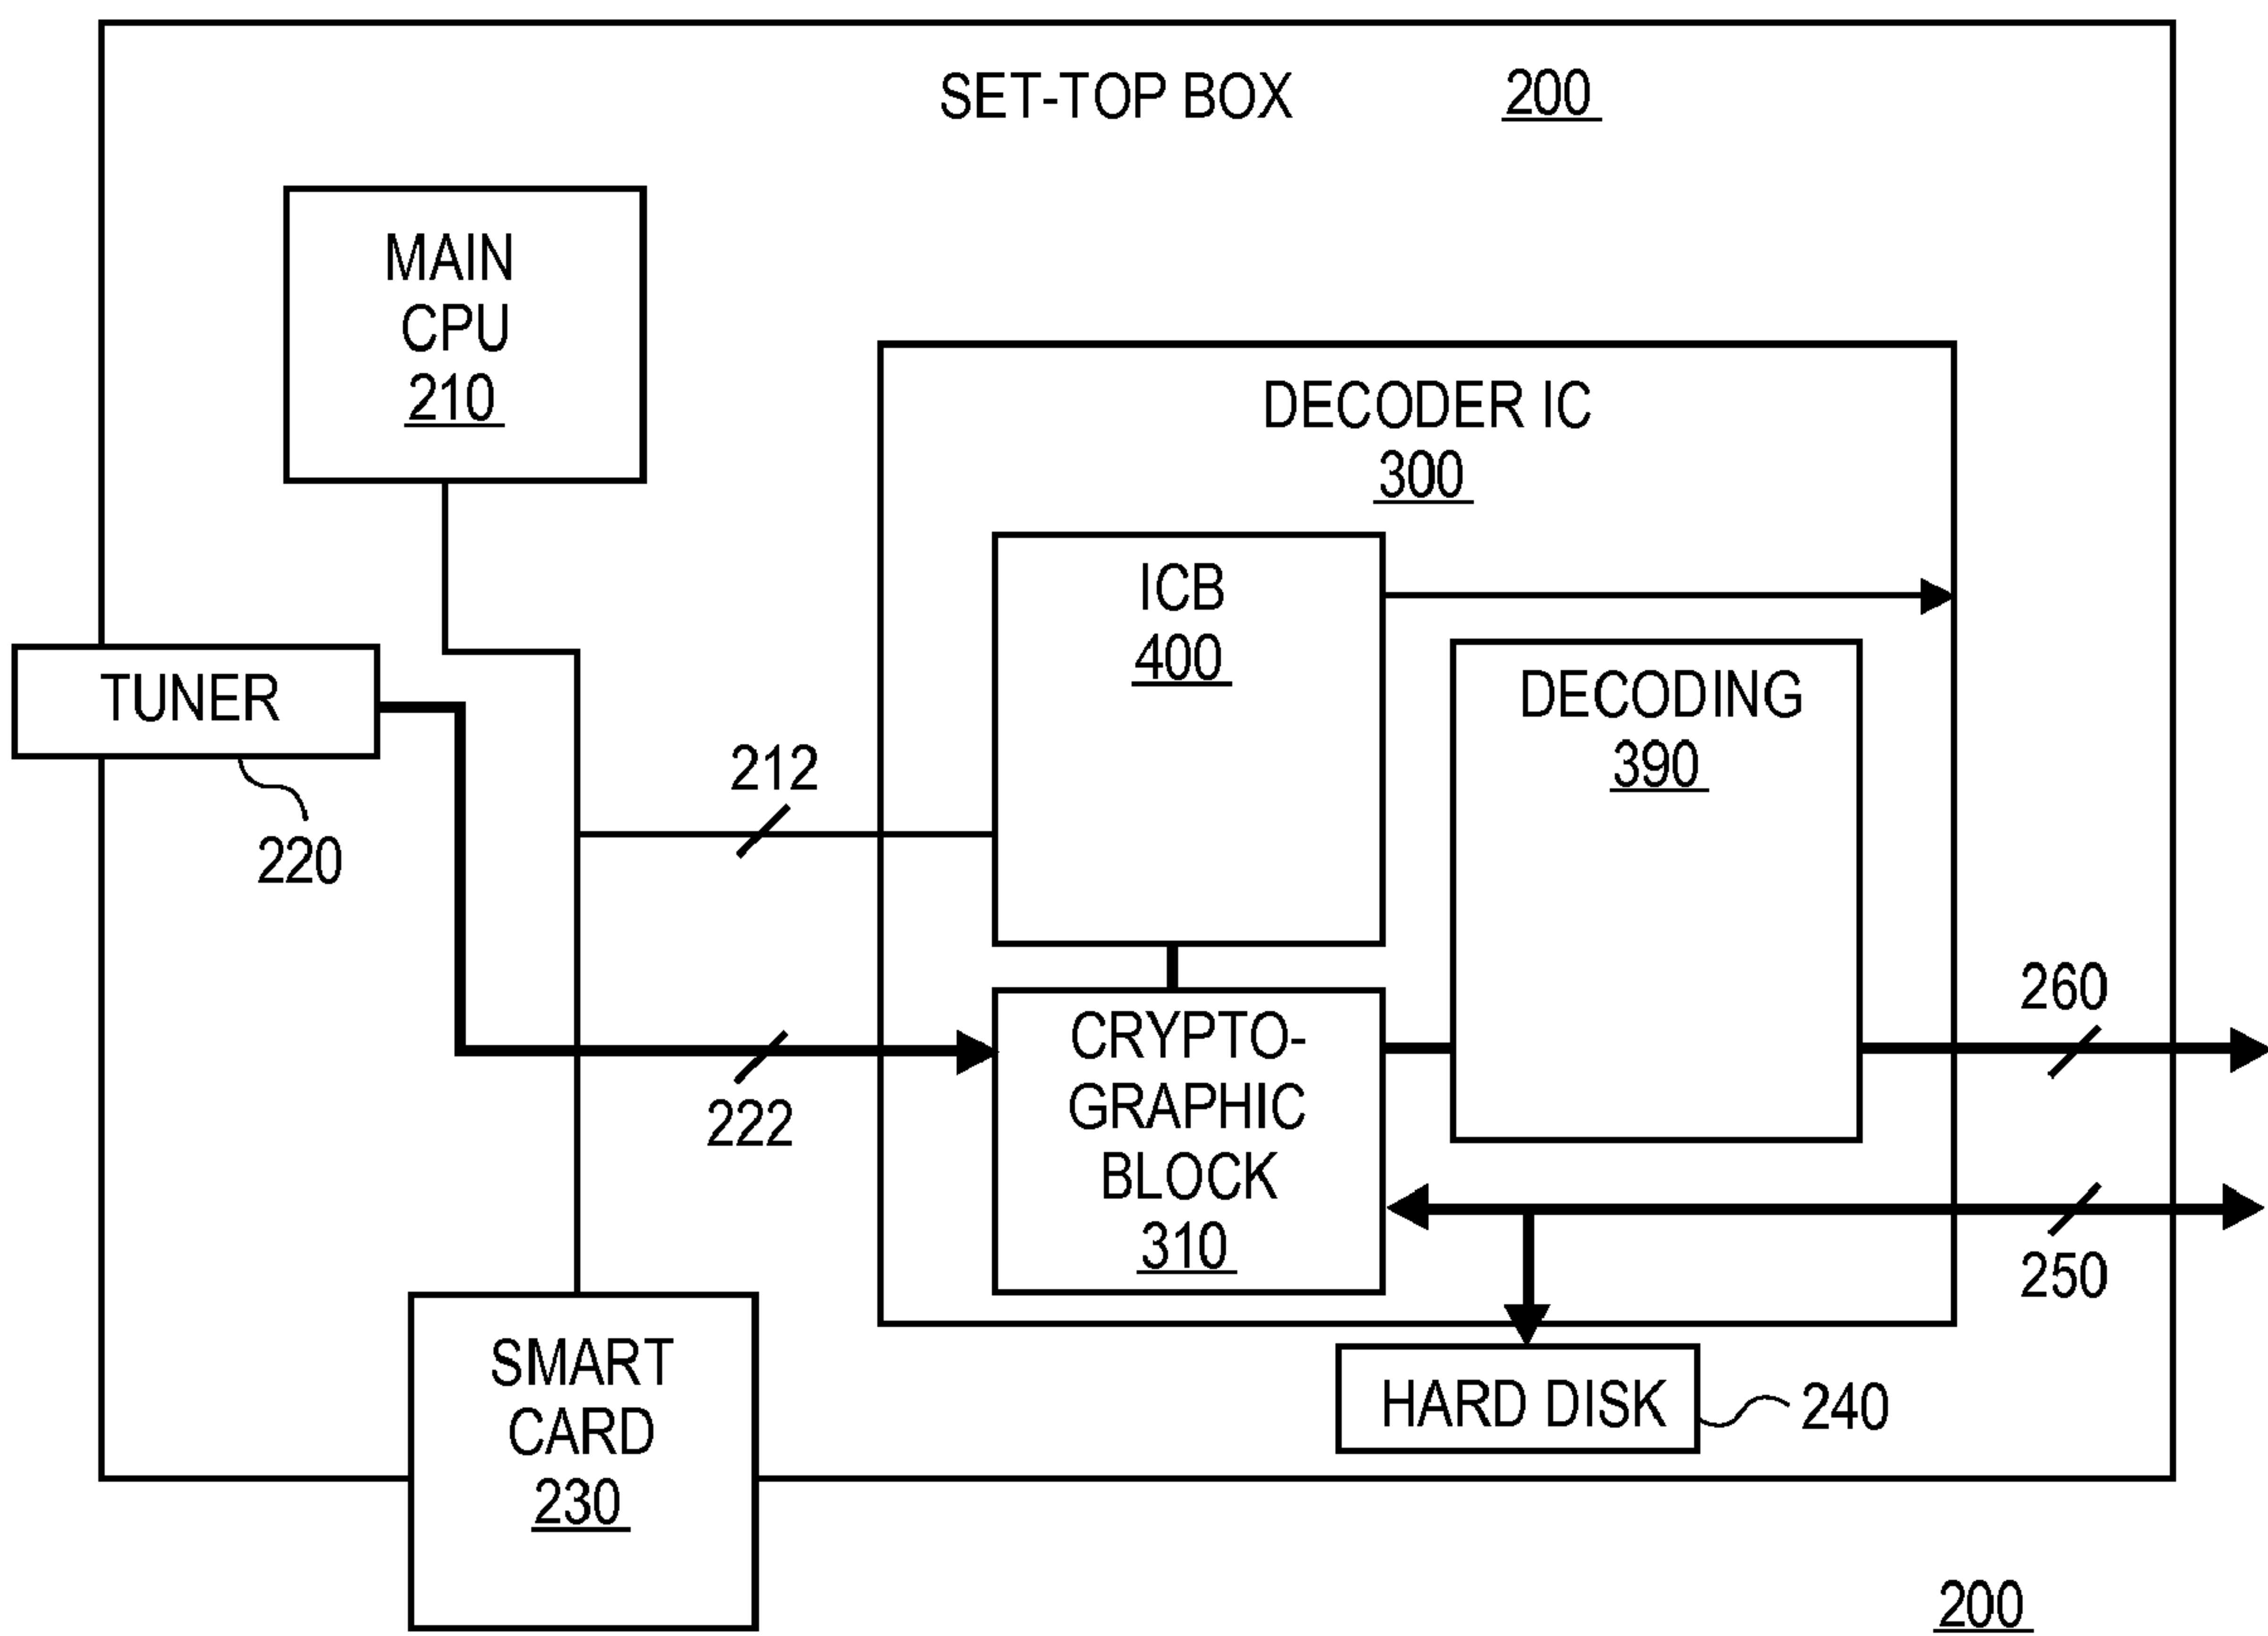 SET-TOP BOX 200
MAIN
CPU
210
DECODER IC
300
ICB
400
TUNER
220
DECODING
390
212
222
CRYPTO-
GRAPHIC
BLOCK
310
260
250
SMART
CARD
230
HARD DISK
240
200